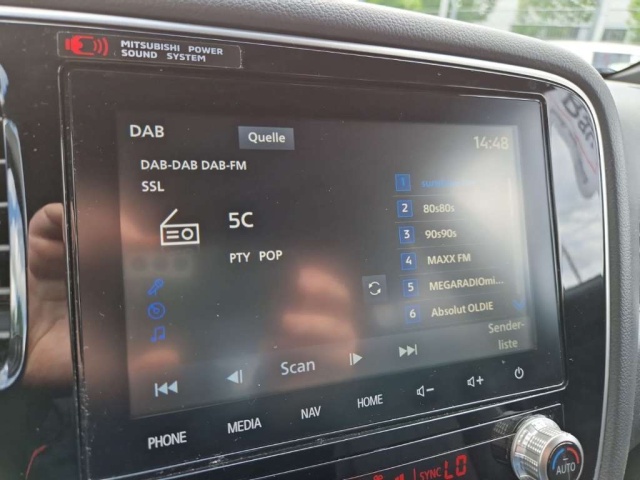 MITSUBISHI POWER
SOUND SYSTEM
DAB
Quelle
14:48
DAB-DAB DAB-FM
SSL
5C
PTY POP
1
2 80s80s
3 90s90s
4 MAXX FM
5 MEGARADIOmi...
6 Absolut OLDIE
Scan
Sender-
liste
PHONE
MEDIA
NAV
HOME
SYNC LO
AUTO